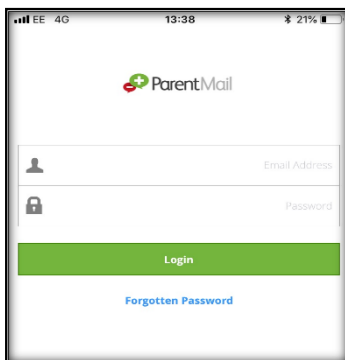 EE 4G 13:38 21%
ParentMail
Email Address
Password
Login
Forgotten Password